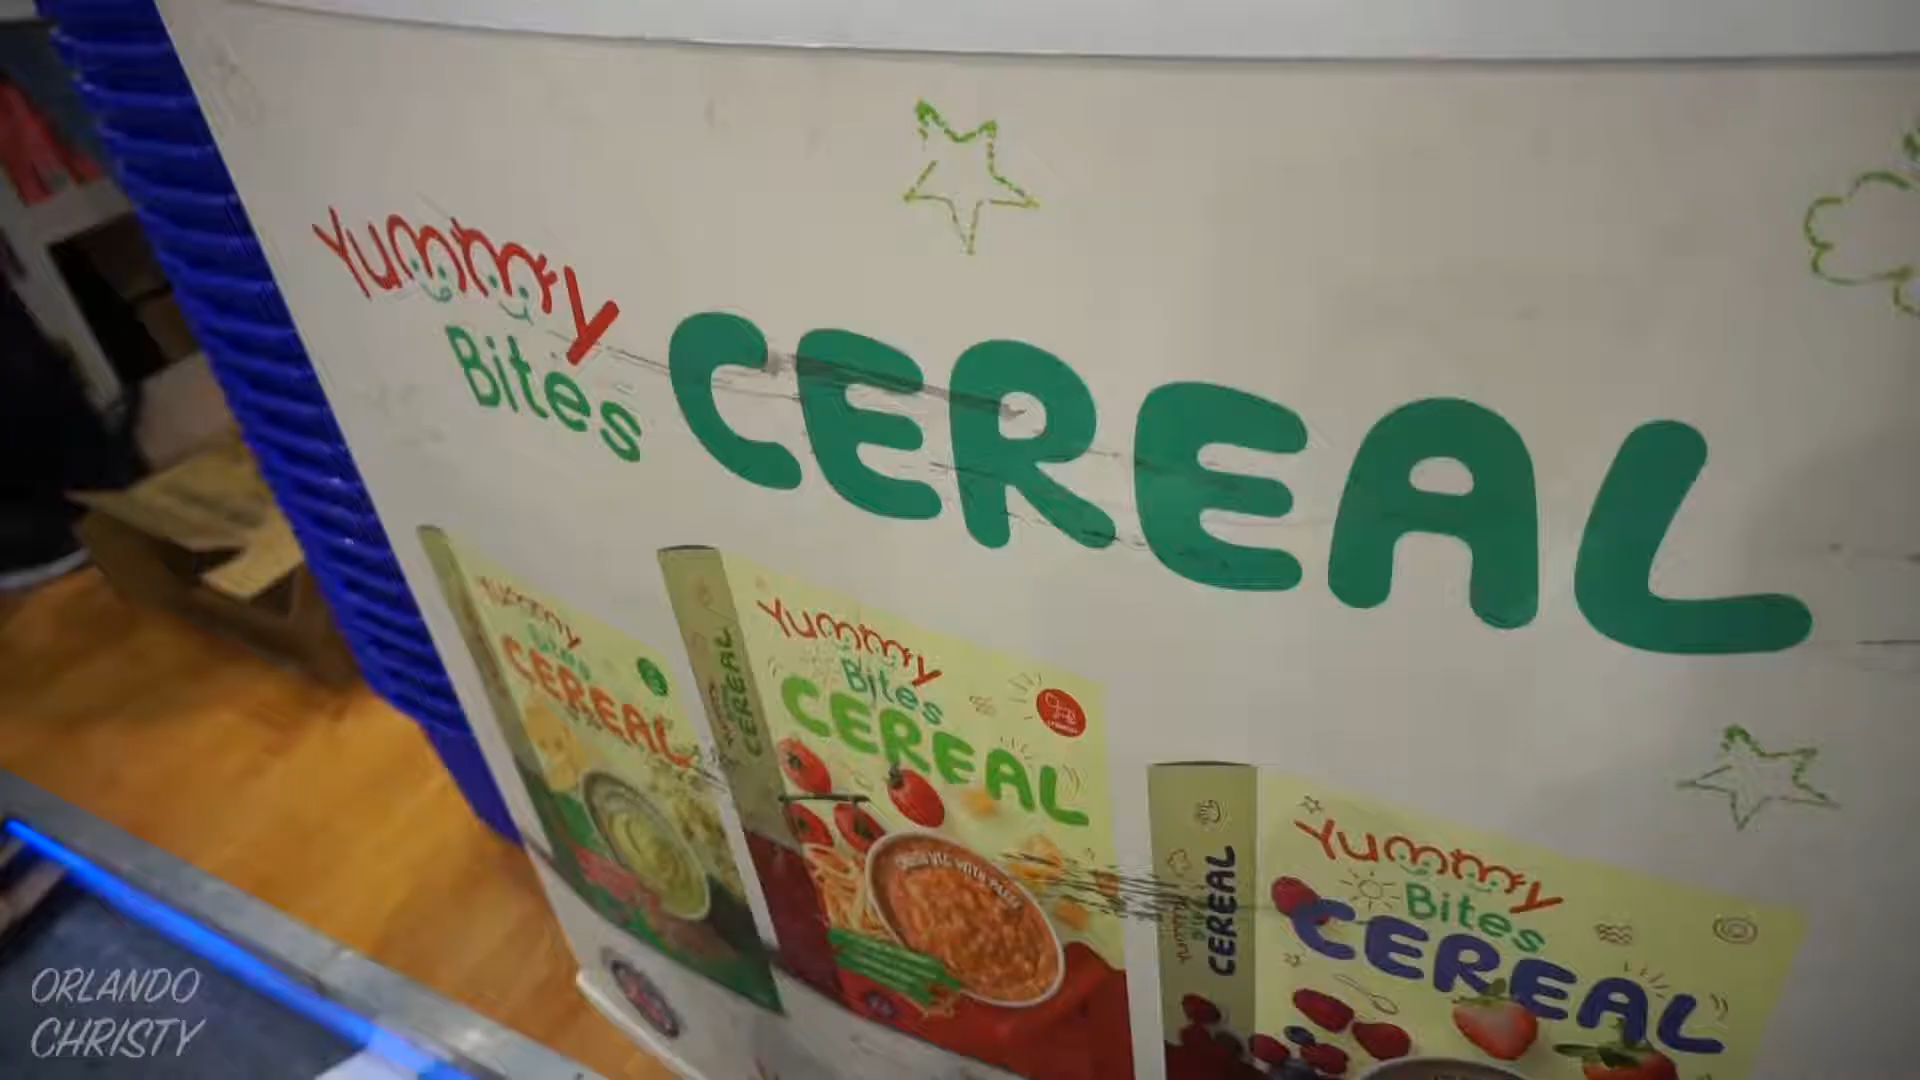 Yummy
Bites
CEREAL
Yummy
Bites
CEREAL
CEREAL
Yummy
Bites
CEREAL
CEREAL
Yummy
Bites
CEREAL
ORLANDO
CHRISTY